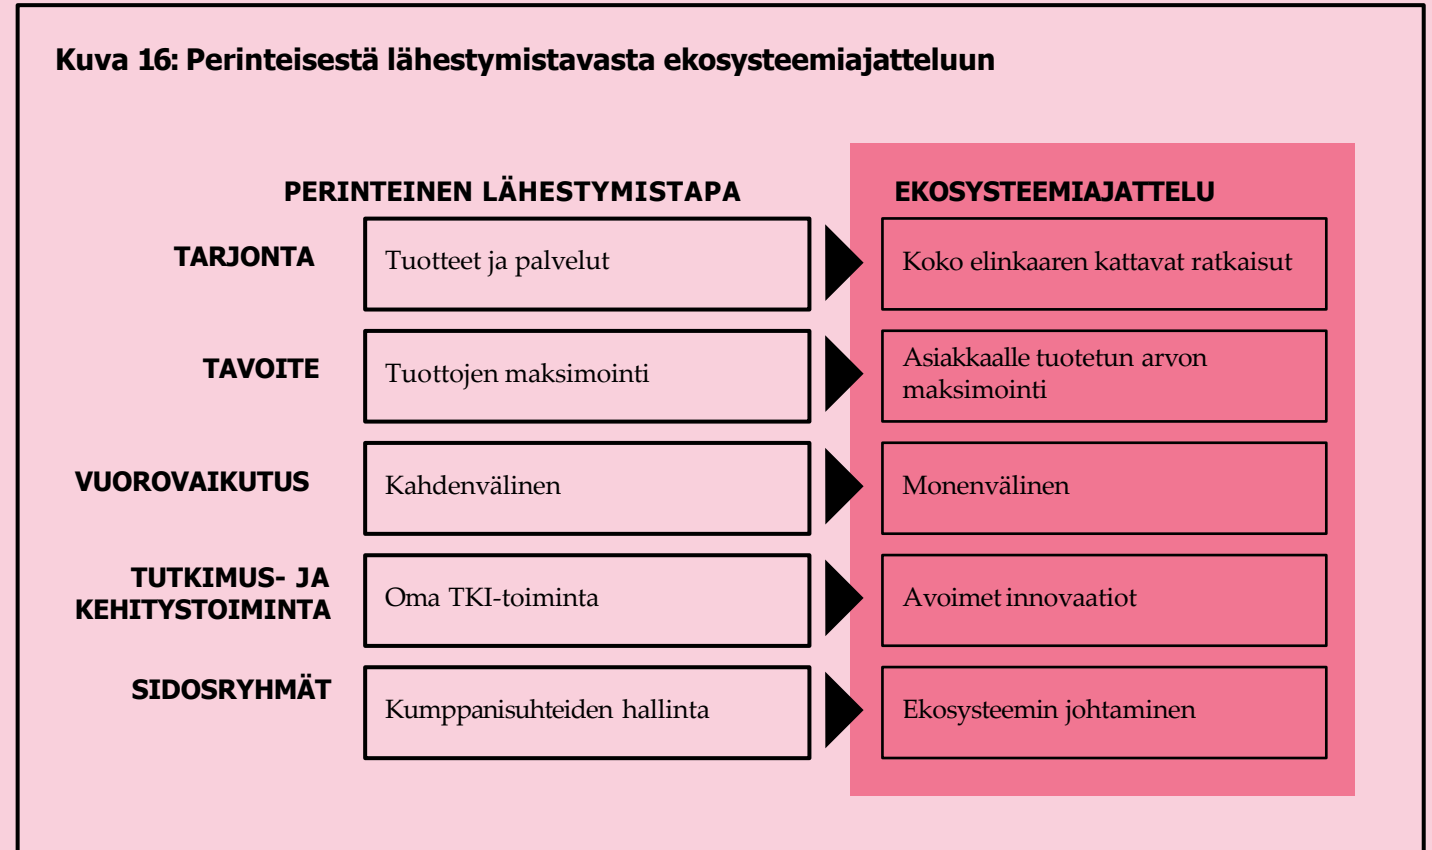 Kuva 16: Perinteisestä lähestymistavasta ekosysteemiajatteluun
PERINTEINEN LÄHESTYMISTAPA
EKOSYSTEEMIAJATTELU
TARJONTA
Tuotteet ja palvelut
Koko elinkaaren kattavat ratkaisut
TAVOITE
Tuottojen maksimointi
Asiakkaalle tuotetun arvon
maksimointi
VUOROVAIKUTUS
Kahdenvälinen
Monenvälinen
TUTKIMUS- JA
KEHITYSTOIMINTA
Oma TKI-toiminta
Avoimet innovaatiot
SIDOSRYHMÄT
Kumppanisuhteiden hallinta
Ekosysteemin johtaminen